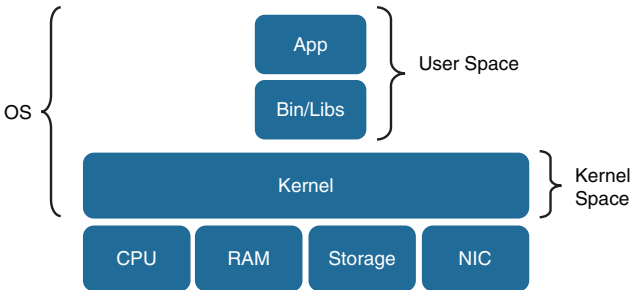 App
User Space
Bin/Libs
OS
Kernel
Kernel
Space
CPU
RAM
Storage
NIC